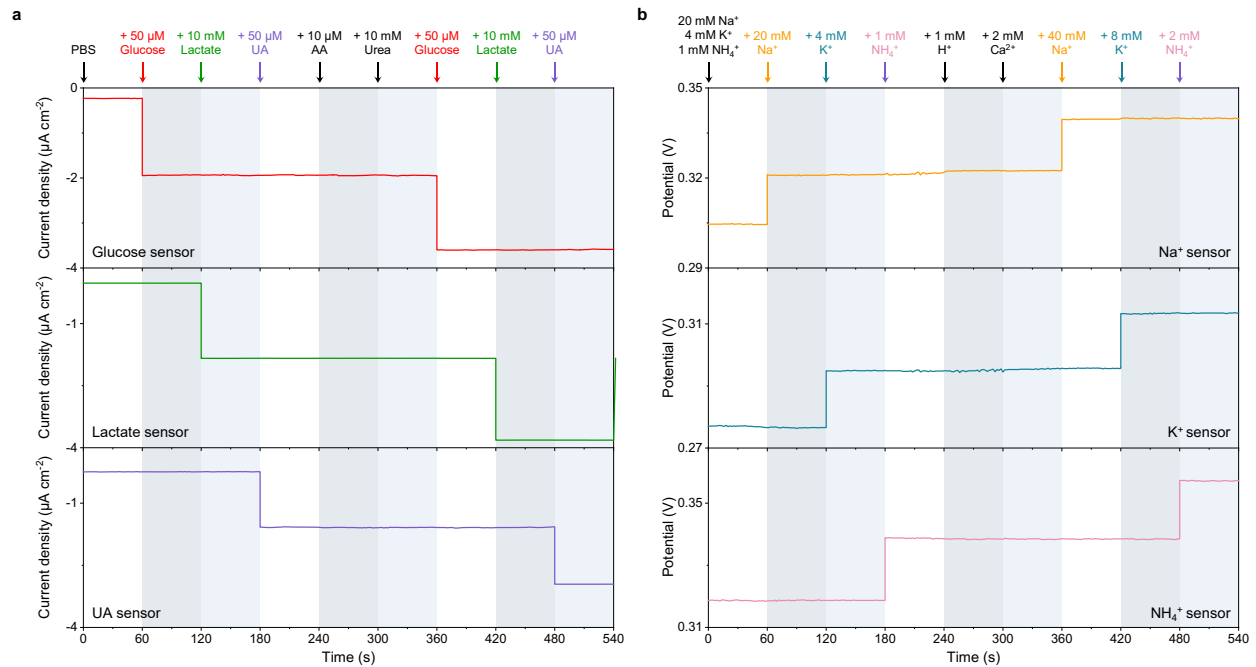 a
PBS
+ 50 µM Glucose
+ 10 mM Lactate
+ 50 µM UA
+ 10 µM AA
+ 10 mM Urea
+ 50 µM Glucose
+ 10 mM Lactate
+ 50 µM UA
0
-2
-4
Current density (µA cm⁻²)
Glucose sensor
-1
-4
Current density (µA cm⁻²)
Lactate sensor
-1
-4
Current density (µA cm⁻²)
UA sensor
0 60 120 180 240 300 360 420 480 540
Time (s)
b
20 mM Na⁺
4 mM K⁺
1 mM NH₄⁺
+ 20 mM Na⁺
+ 4 mM K⁺
+ 1 mM NH₄⁺
+ 1 mM H⁺
+ 2 mM Ca²⁺
+ 40 mM Na⁺
+ 8 mM K⁺
+ 2 mM NH₄⁺
0.35
0.32
0.29
Potential (V)
Na⁺ sensor
0.31
0.27
Potential (V)
K⁺ sensor
0.35
0.31
Potential (V)
NH₄⁺ sensor
0 60 120 180 240 300 360 420 480 540
Time (s)